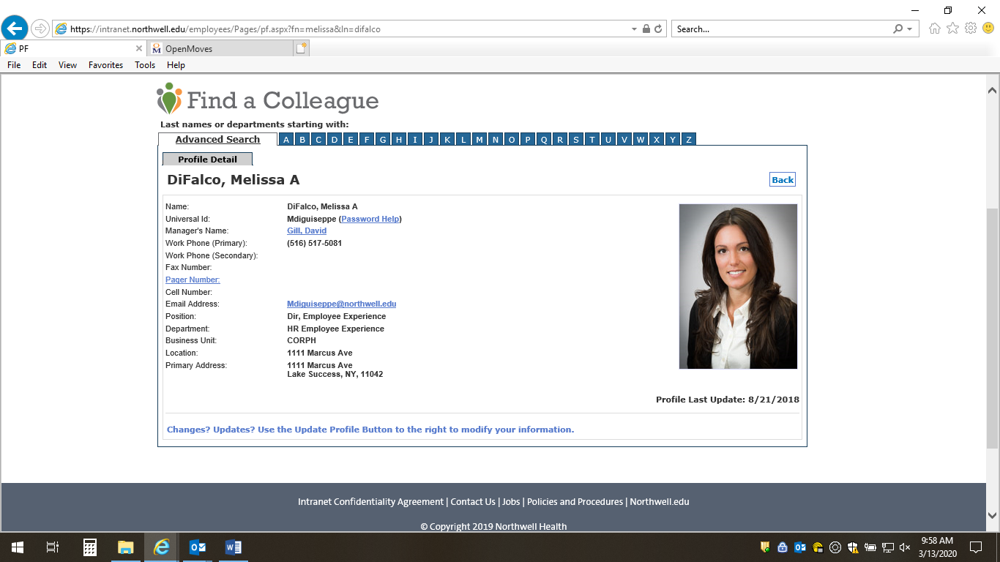 https://intranet.northwell.edu/employees/Pages/pf.aspx?fn=melissa&ln=difalco
Search...
PF
OpenMoves
File Edit View Favorites Tools Help
Find a Colleague
Last names or departments starting with:
Advanced Search A B C D E F G H I J K L M N O P Q R S T U V W X Y Z
Profile Detail
DiFalco, Melissa A
Back
Name: DiFalco, Melissa A
Universal Id: Mdiguiseppe (Password Help)
Manager's Name: Gill, David
Work Phone (Primary): (516) 517-5081
Work Phone (Secondary):
Fax Number:
Pager Number:
Cell Number:
Email Address: Mdiguiseppe@northwell.edu
Position: Dir, Employee Experience
Department: HR Employee Experience
Business Unit: CORPH
Location: 1111 Marcus Ave
Primary Address: 1111 Marcus Ave
Lake Success, NY, 11042
Profile Last Update: 8/21/2018
Changes? Updates? Use the Update Profile Button to the right to modify your information.
Intranet Confidentiality Agreement | Contact Us | Jobs | Policies and Procedures | Northwell.edu
© Copyright 2019 Northwell Health
9:58 AM
3/13/2020